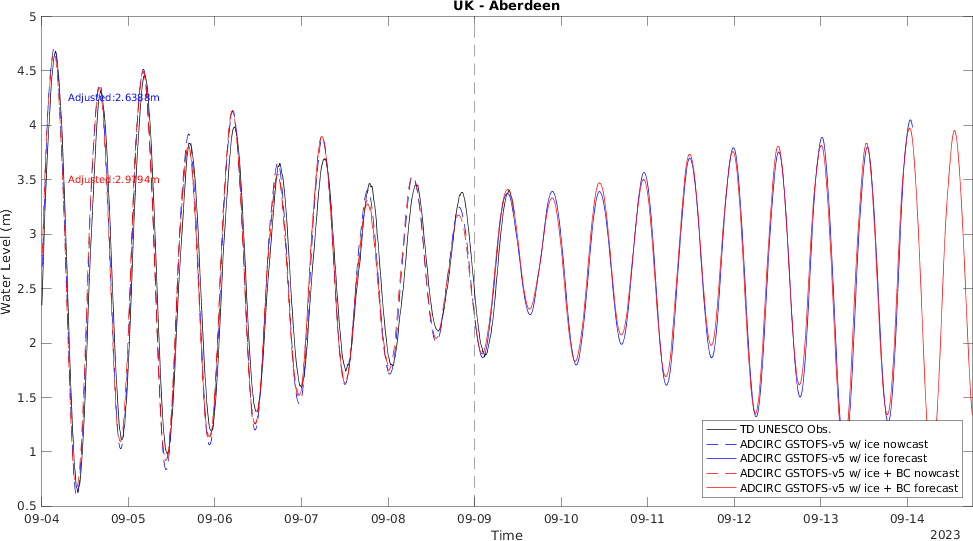 UK - Aberdeen
5
4.5
4
3.5
3
2.5
2
1.5
1
0.5
Water Level (m)
Adjusted:2.6388m
Adjusted:2.9794m
TD UNESCO Obs.
ADCIRC GSTOFS-v5 w/ ice nowcast
ADCIRC GSTOFS-v5 w/ ice forecast
ADCIRC GSTOFS-v5 w/ ice + BC nowcast
ADCIRC GSTOFS-v5 w/ ice + BC forecast
09-04 09-05 09-06 09-07 09-08 09-09 09-10 09-11 09-12 09-13 09-14
Time
2023